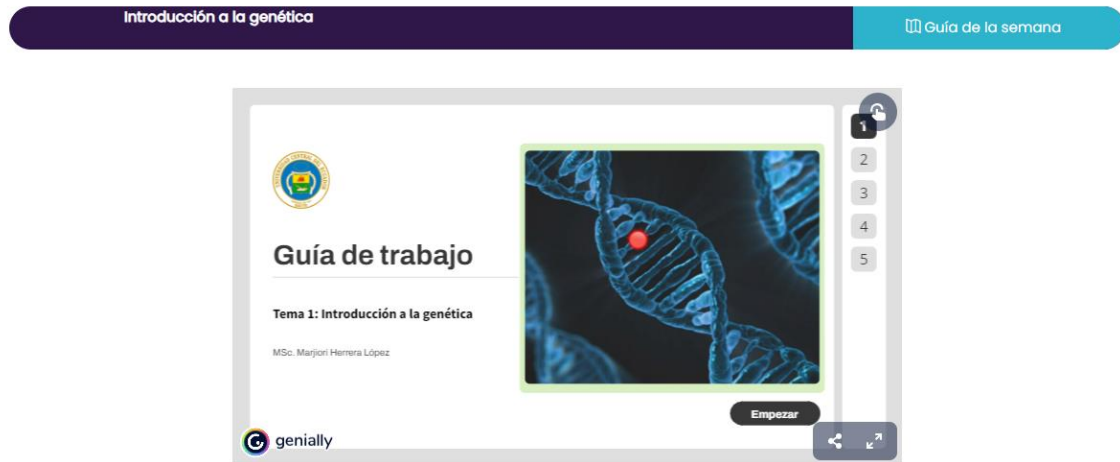 Introducción a la genética
Guía de la semana
1
2
3
4
5
Guía de trabajo
Tema 1: Introducción a la genética
MSc. Marjiori Herrera López
Empezar
genially